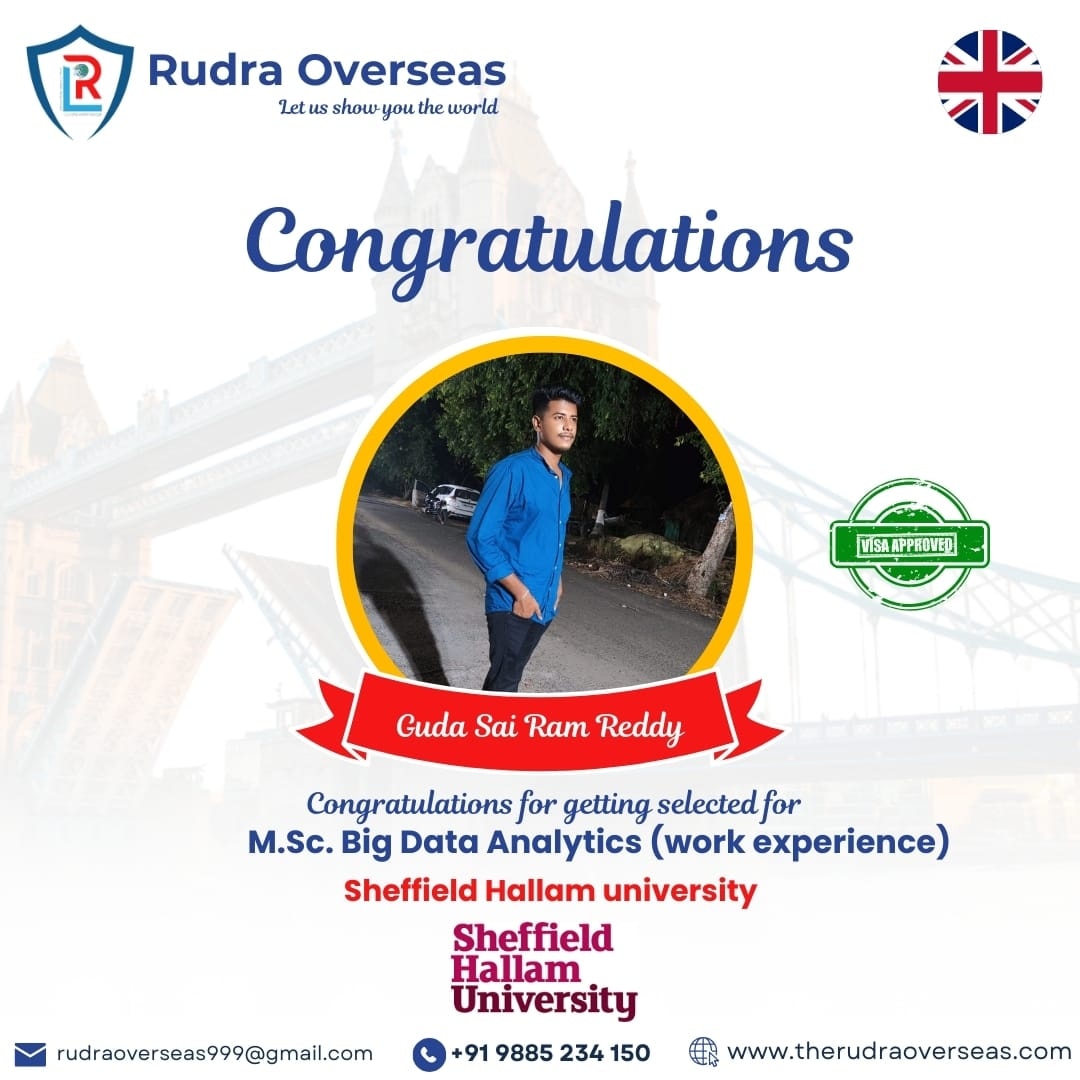 Rudra Overseas
Let us show you the world
Congratulations
VISA APPROVED
Guda Sai Ram Reddy
Congratulations for getting selected for
M.Sc. Big Data Analytics (work experience)
Sheffield Hallam university
Sheffield
Hallam
University
rudraoverseas999@gmail.com
+91 9885 234 150
www.therudraoverseas.com